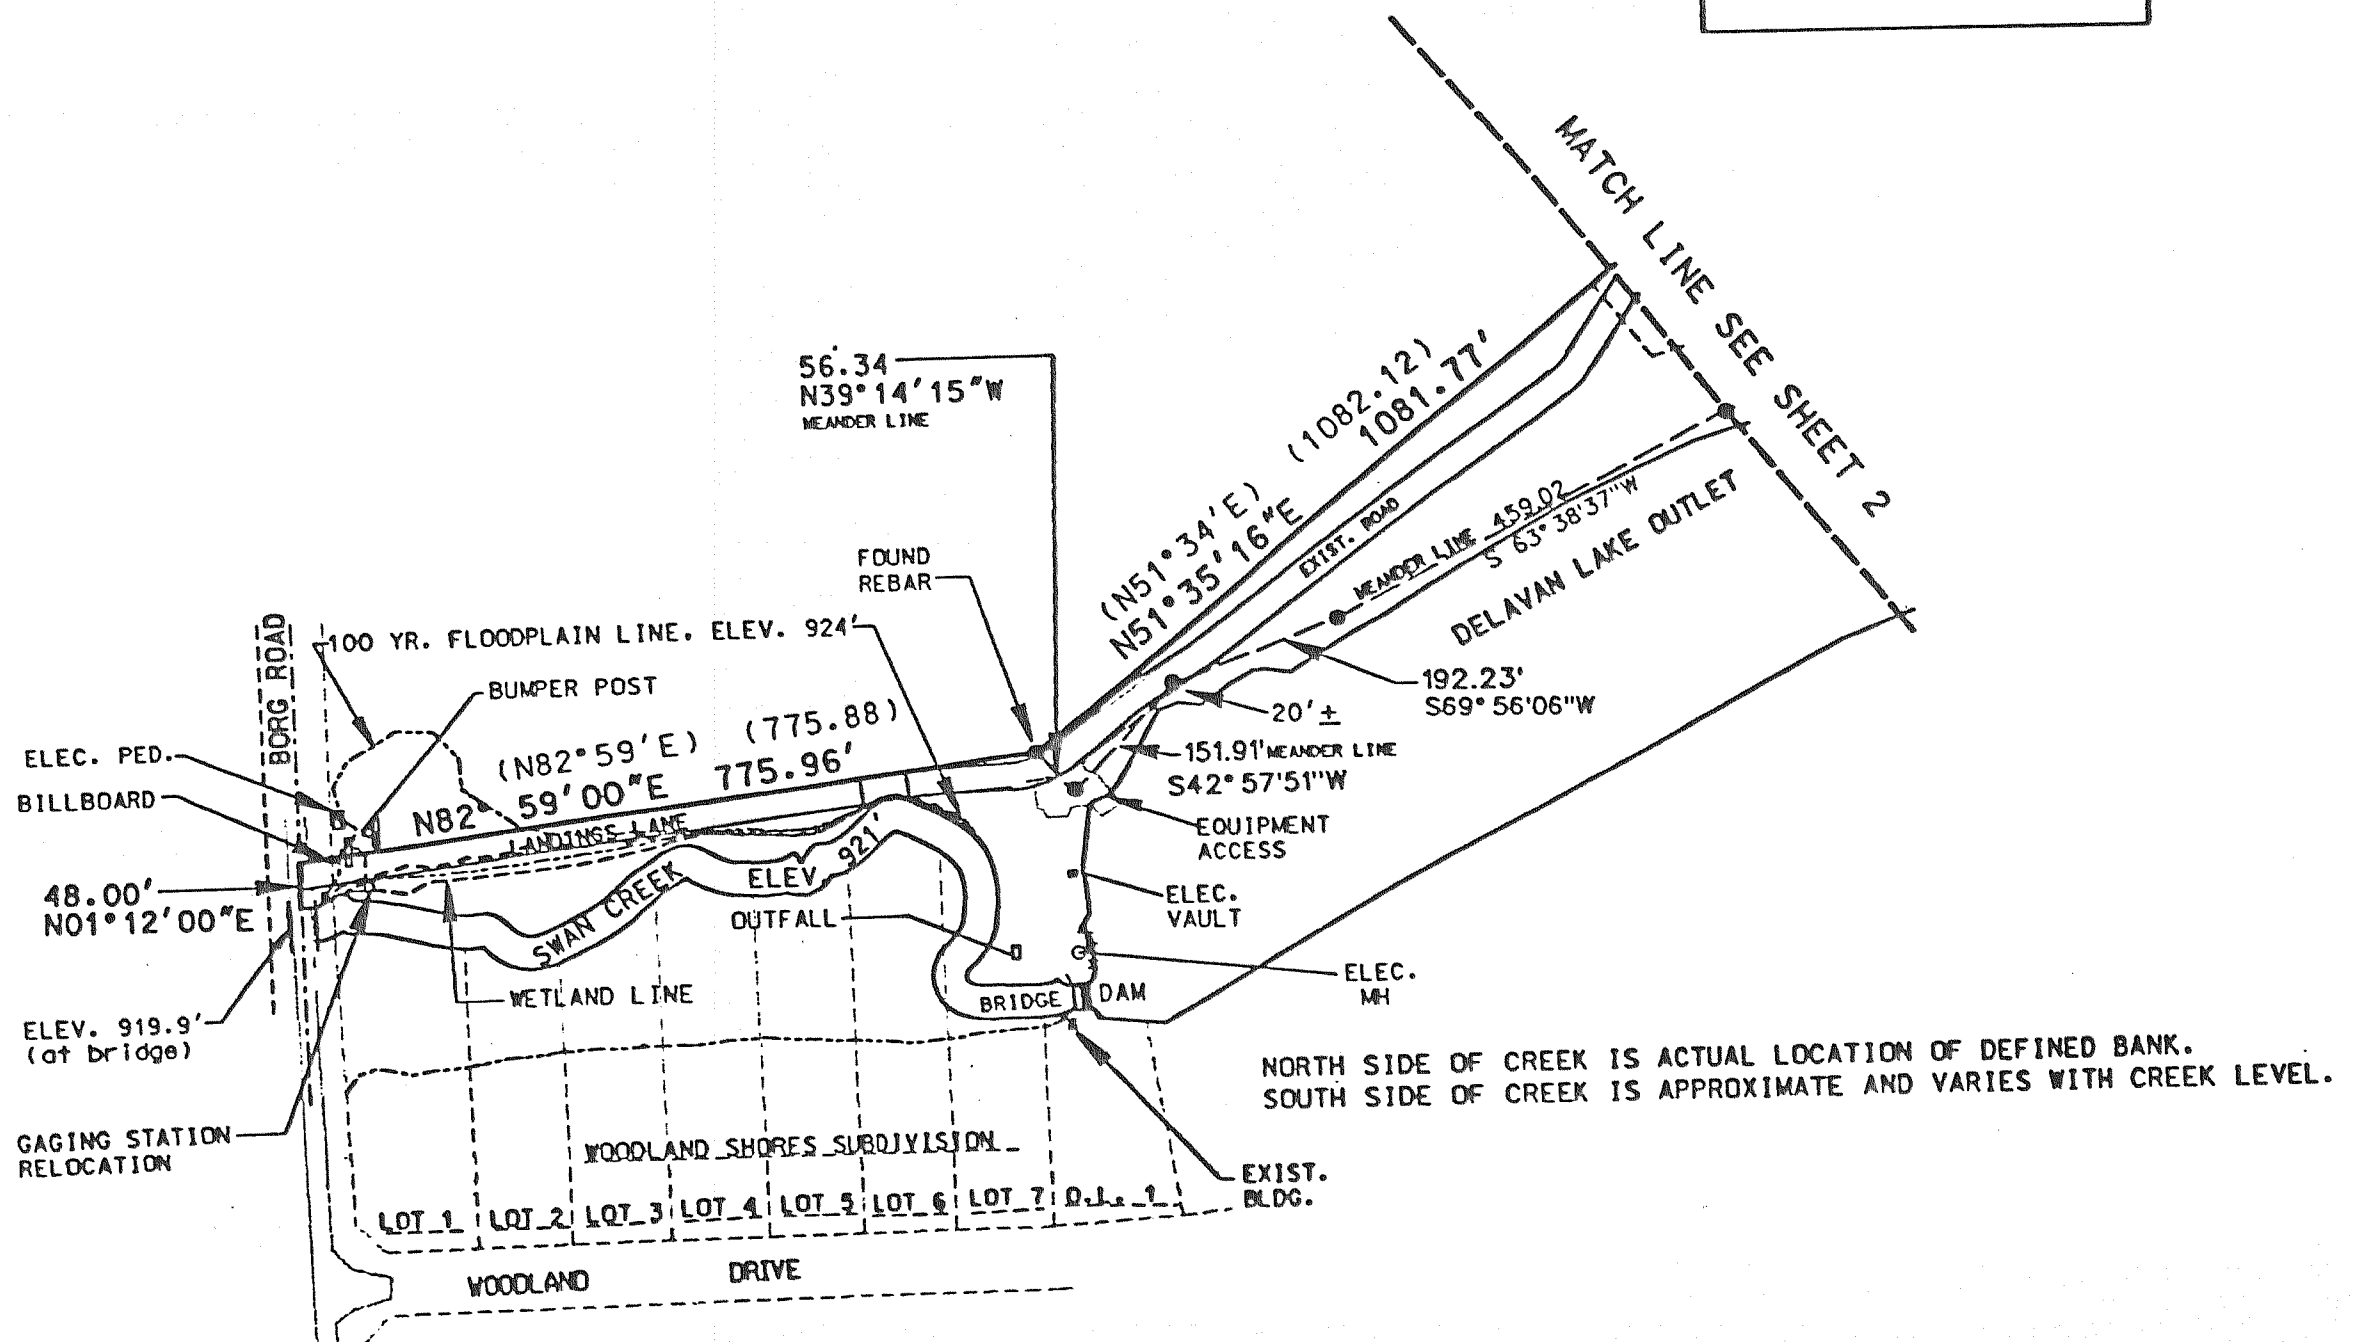 MATCH LINE SEE SHEET 2
56.34
N39°14'15"W
MEANDER LINE
(1082.12)
1081.77'
(N51°34'E)
N51°35'16"E
EXIST. ROAD
MEANDER LINE 459.02
S 63°38'37"W
DELAVAN LAKE OUTLET
FOUND
REBAR
BORG ROAD
100 YR. FLOODPLAIN LINE. ELEV. 924'
BUMPER POST
192.23'
S69°56'06"W
20'±
151.91' MEANDER LINE
S42°57'51"W
ELEC. PED.
BILLBOARD
(N82°59'E) (775.88)
N82°59'00"E 775.96'
LANDINGS LANE
EQUIPMENT
ACCESS
48.00'
N01°12'00"E
SWAN CREEK
ELEV 921'
OUTFALL
ELEC.
VAULT
WETLAND LINE
BRIDGE
DAM
ELEC.
MH
ELEV. 919.9'
(at bridge)
NORTH SIDE OF CREEK IS ACTUAL LOCATION OF DEFINED BANK.
SOUTH SIDE OF CREEK IS APPROXIMATE AND VARIES WITH CREEK LEVEL.
GAGING STATION
RELOCATION
WOODLAND SHORES SUBDIVISION
EXIST.
BLDG.
LOT 1 LOT 2 LOT 3 LOT 4 LOT 5 LOT 6 LOT 7 O.L. 1
WOODLAND DRIVE